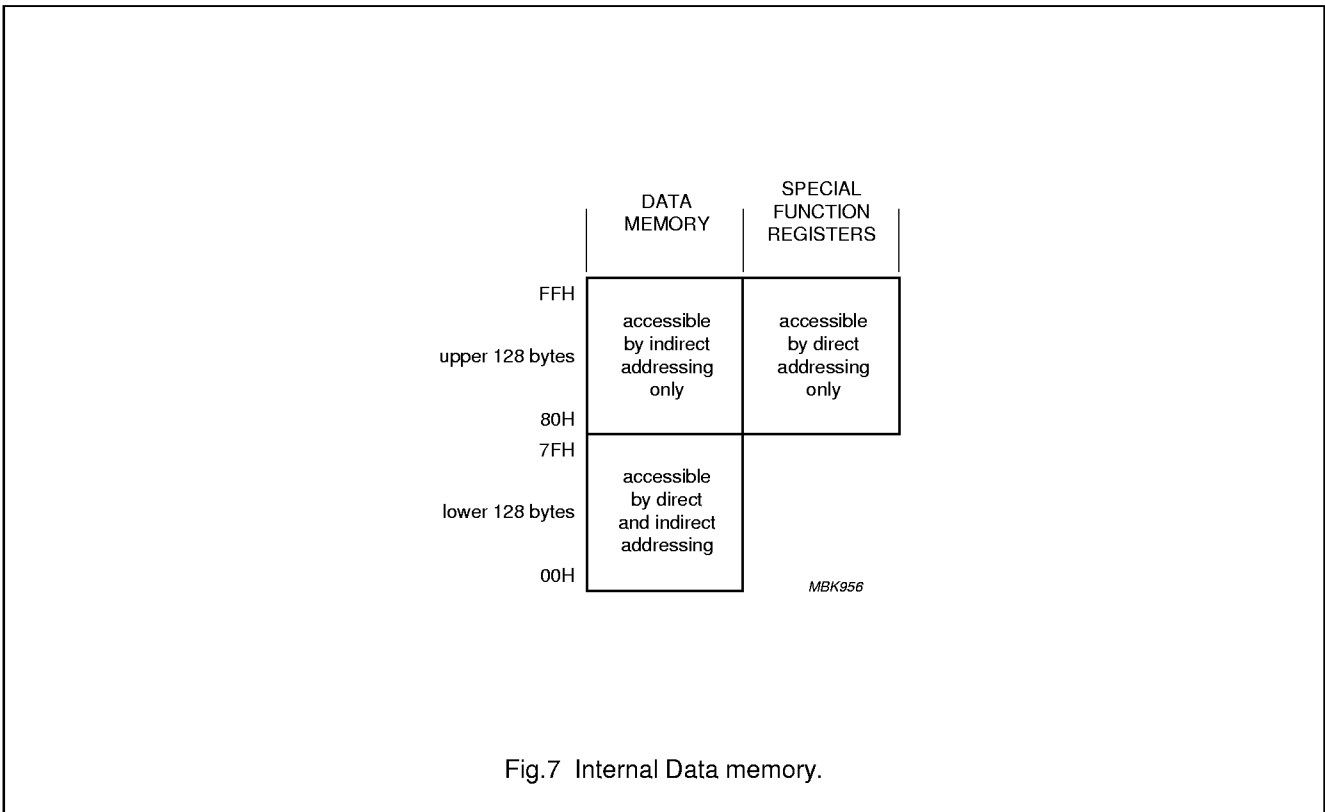 DATA
MEMORY
SPECIAL
FUNCTION
REGISTERS
FFH
upper 128 bytes
80H
accessible
by indirect
addressing
only
accessible
by direct
addressing
only
7FH
lower 128 bytes
00H
accessible
by direct
and indirect
addressing
MBK956
Fig.7 Internal Data memory.